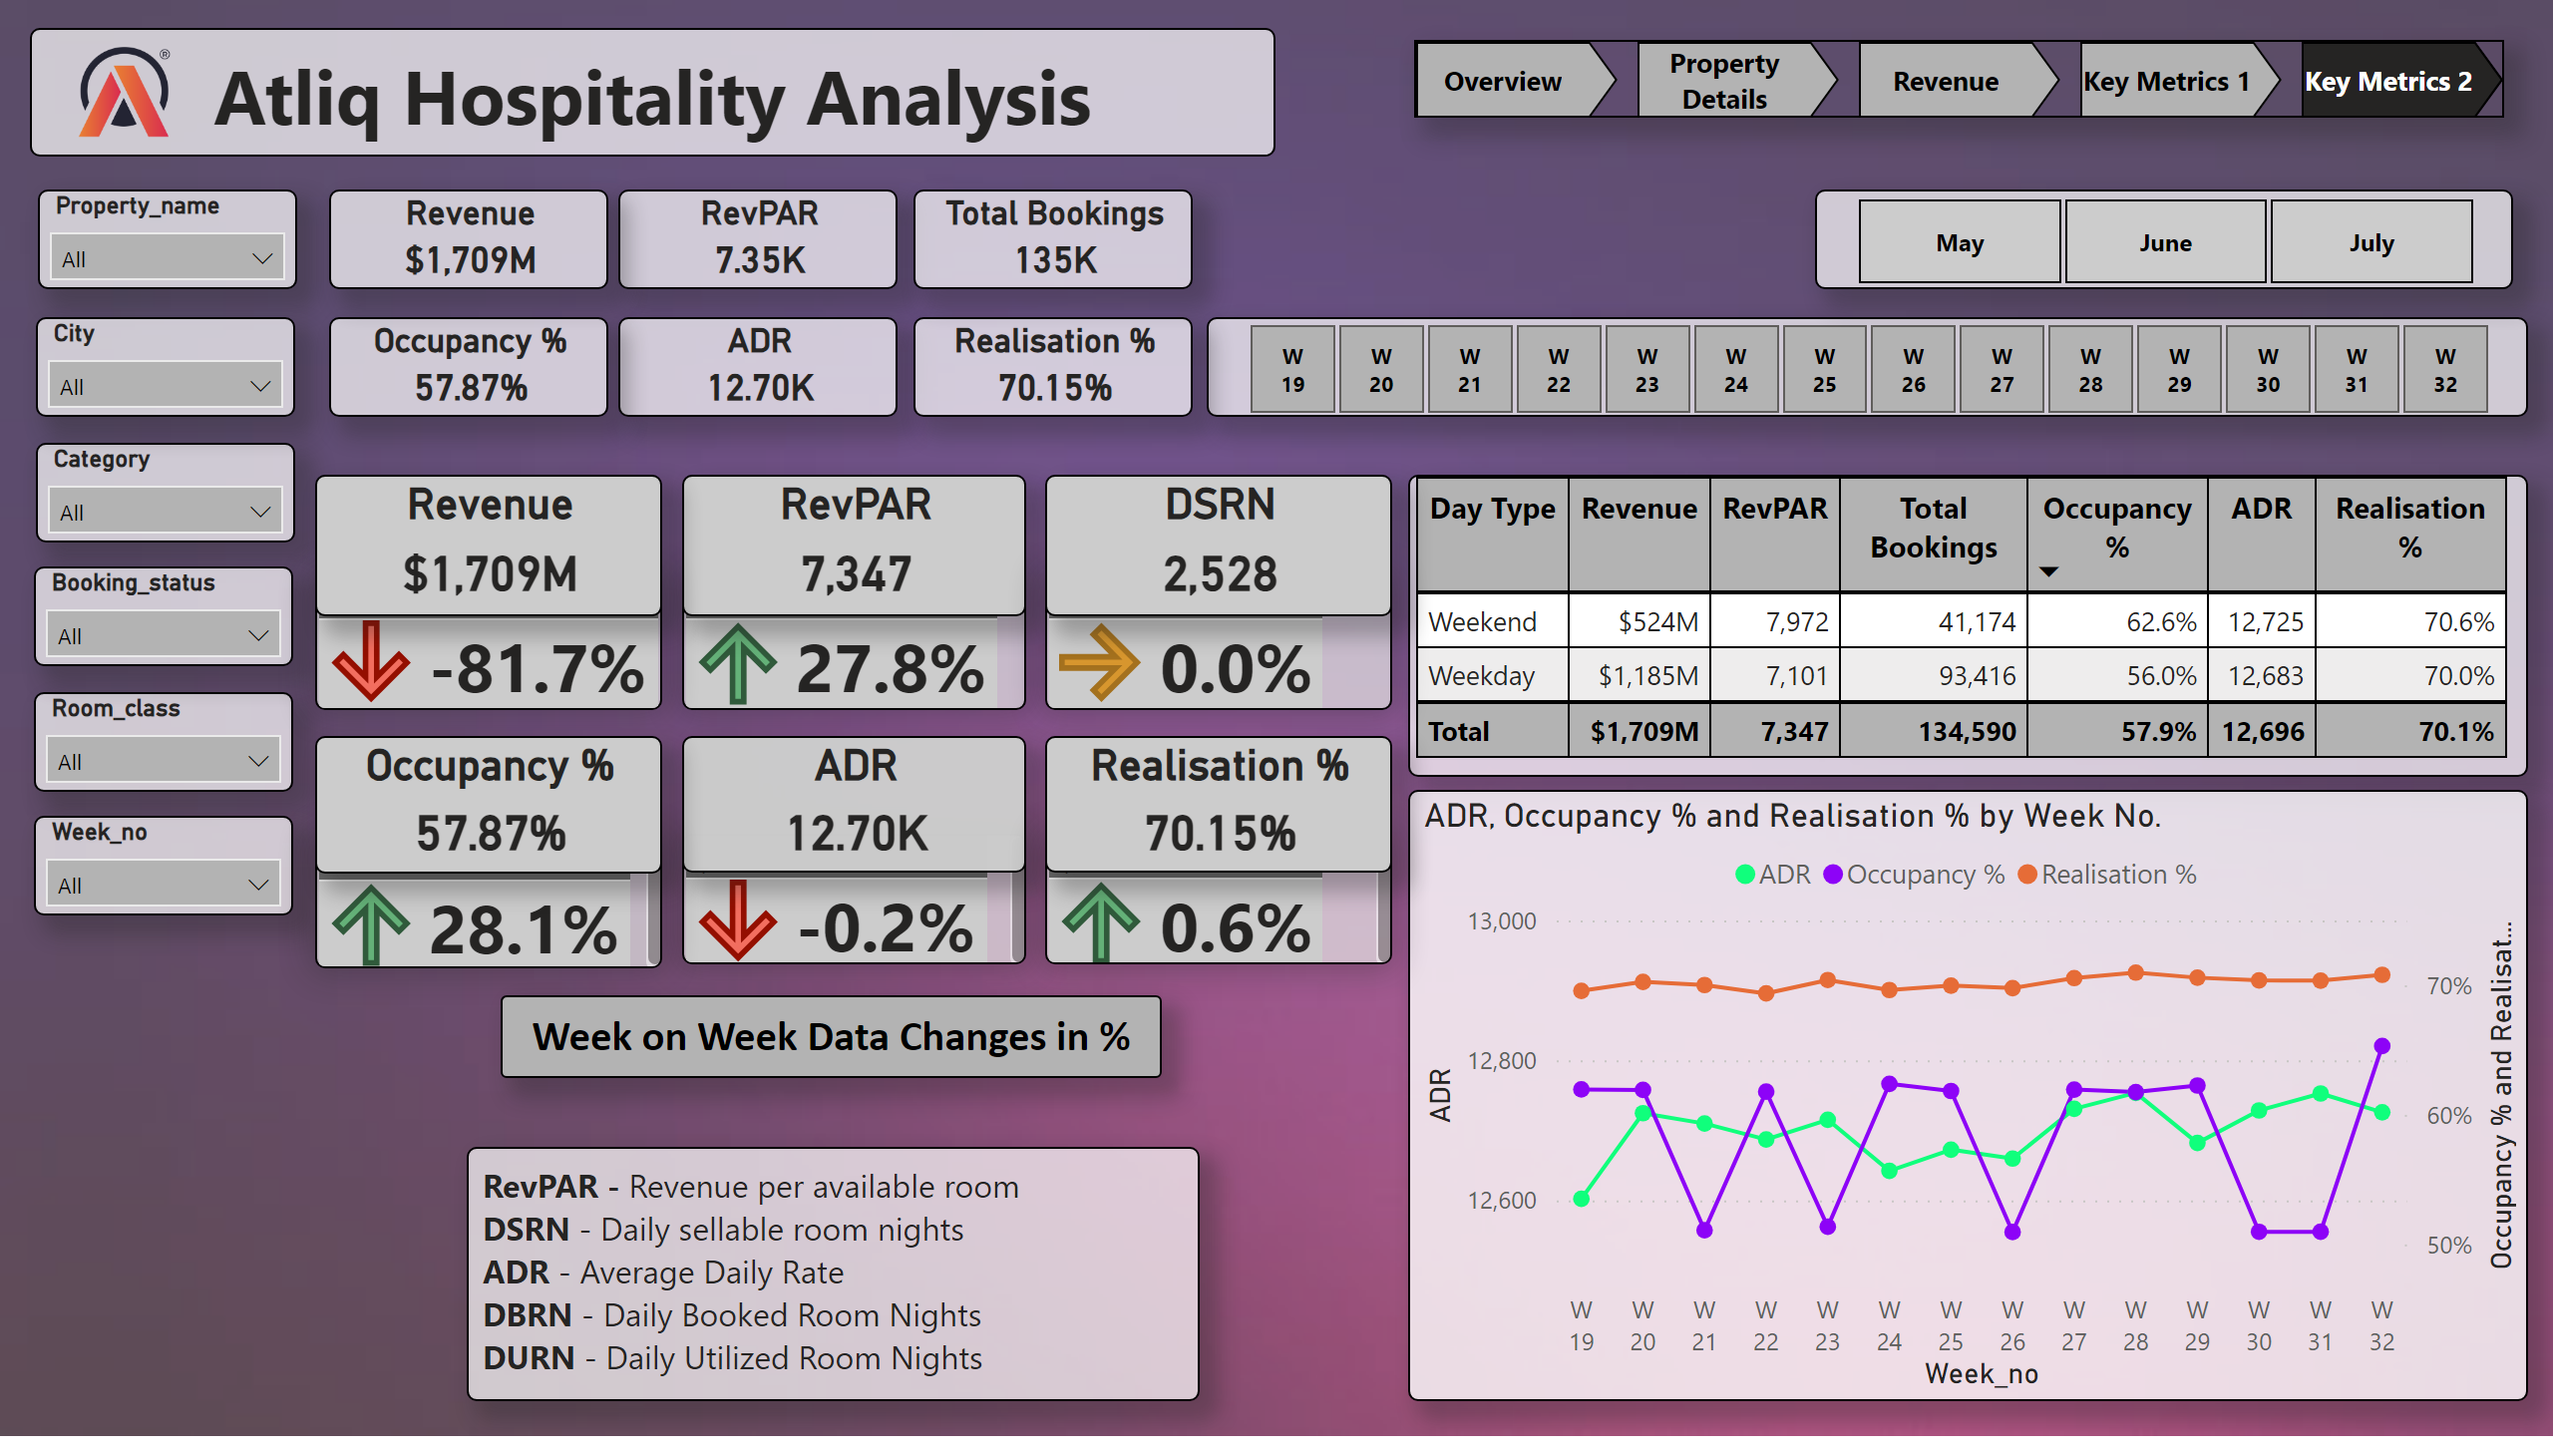 ®
Atliq Hospitality Analysis
Overview
Property
Details
Revenue
Key Metrics 1
Key Metrics 2
Property_name
All
Revenue
$1,709M
RevPAR
7.35K
Total Bookings
135K
May
June
July
City
All
Occupancy %
57.87%
ADR
12.70K
Realisation %
70.15%
W
19
W
20
W
21
W
22
W
23
W
24
W
25
W
26
W
27
W
28
W
29
W
30
W
31
W
32
Category
All
Booking_status
All
Room_class
All
Week_no
All
Revenue
$1,709M
-81.7%
RevPAR
7,347
27.8%
DSRN
2,528
0.0%
Occupancy %
57.87%
28.1%
ADR
12.70K
-0.2%
Realisation %
70.15%
0.6%
Week on Week Data Changes in %
RevPAR - Revenue per available room
DSRN - Daily sellable room nights
ADR - Average Daily Rate
DBRN - Daily Booked Room Nights
DURN - Daily Utilized Room Nights
Day Type Revenue RevPAR Total Bookings Occupancy % ADR Realisation %
Weekend $524M 7,972 41,174 62.6% 12,725 70.6%
Weekday $1,185M 7,101 93,416 56.0% 12,683 70.0%
Total $1,709M 7,347 134,590 57.9% 12,696 70.1%
ADR, Occupancy % and Realisation % by Week No.
ADR Occupancy % Realisation %
13,000
12,800
12,600
ADR
70%
60%
50%
Occupancy % and Realisat...
W
19
W
20
W
21
W
22
W
23
W
24
W
25
W
26
W
27
W
28
W
29
W
30
W
31
W
32
Week_no